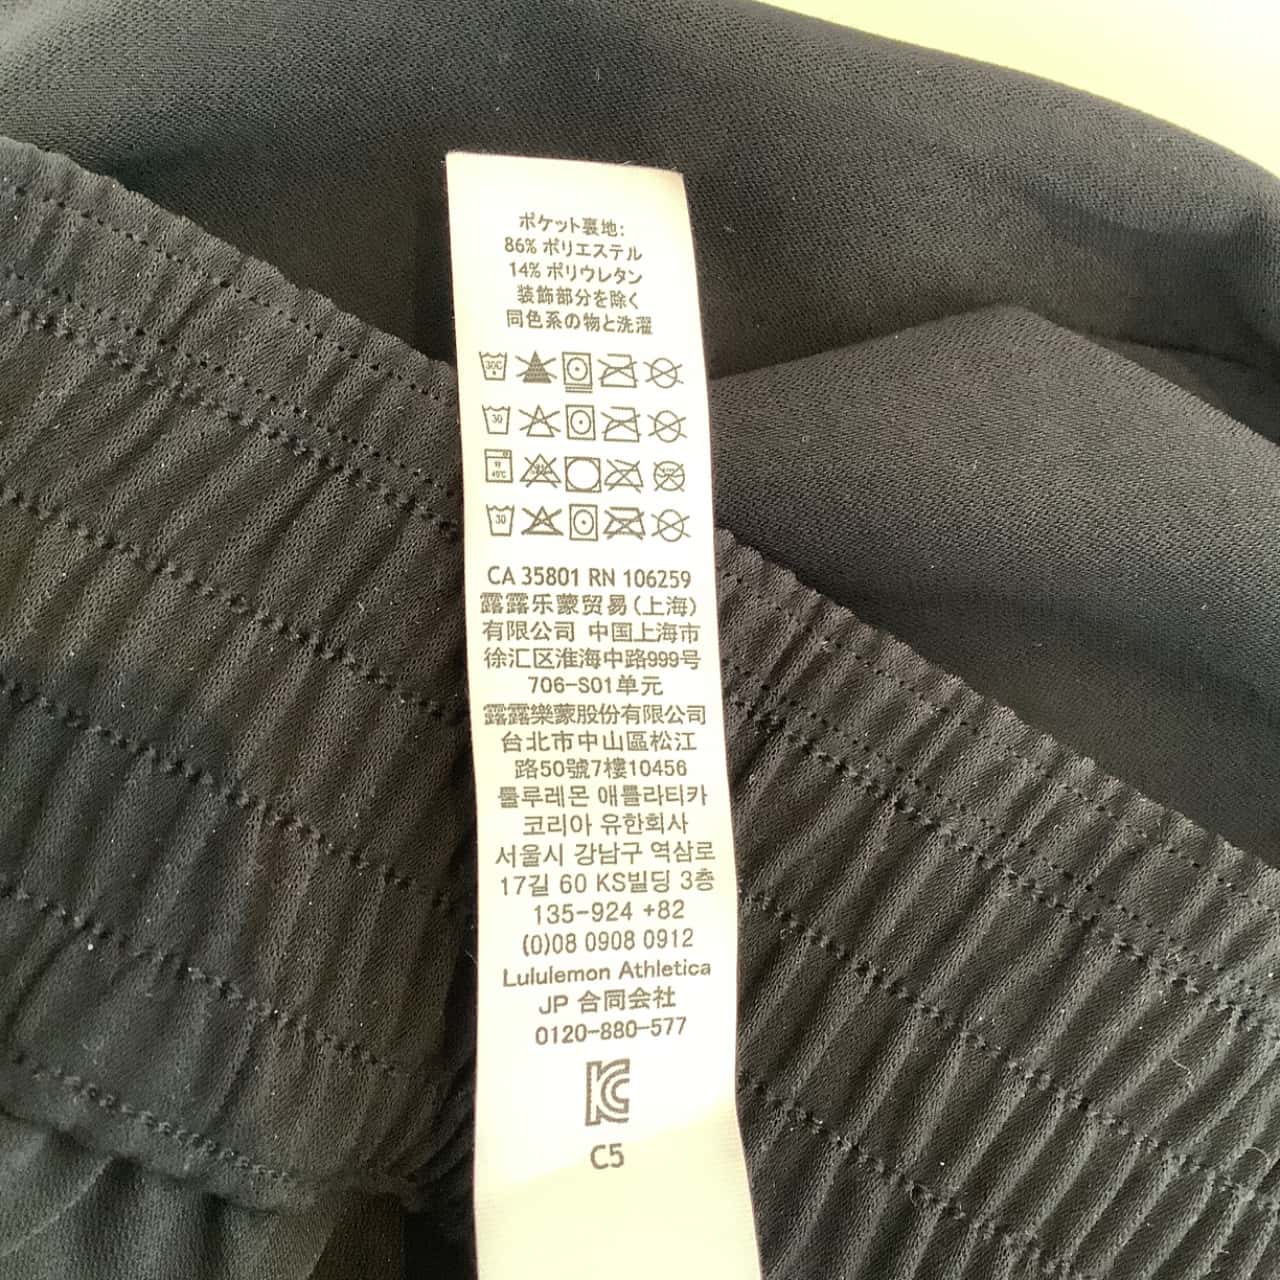 ポケット裏地:
86% ポリエステル
14% ポリウレタン
装飾部分を除く
同色系の物と洗濯
30C
30
40℃
30
CA 35801 RN 106259
露露乐蒙贸易(上海)
有限公司 中国上海市
徐汇区淮海中路999号
706-S01单元
露露樂蒙股份有限公司
台北市中山區松江
路50號7樓10456
룰루레몬 애틀라티카
코리아 유한회사
서울시 강남구 역삼로
17길 60 KS빌딩 3층
135-924 +82
(0)08 0908 0912
Lululemon Athletica
JP 合同会社
0120-880-577
KC
C5